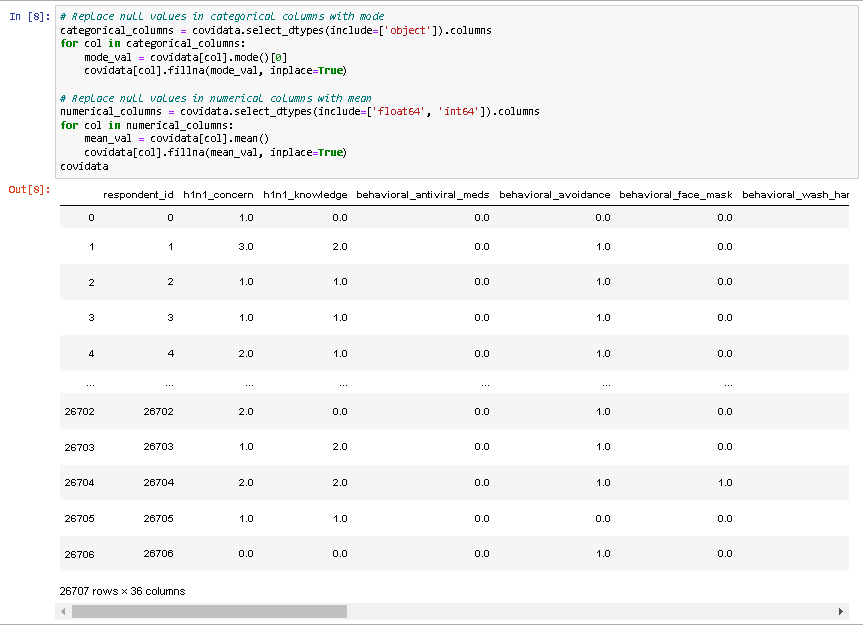 In [8]: # Replace null values in categorical columns with mode
categorical_columns = covidata.select_dtypes(include=['object']).columns
for col in categorical_columns:
    mode_val = covidata[col].mode()[0]
    covidata[col].fillna(mode_val, inplace=True)

# Replace null values in numerical columns with mean
numerical_columns = covidata.select_dtypes(include=['float64', 'int64']).columns
for col in numerical_columns:
    mean_val = covidata[col].mean()
    covidata[col].fillna(mean_val, inplace=True)
covidata
Out[8]:
respondent_id h1n1_concern h1n1_knowledge behavioral_antiviral_meds behavioral_avoidance behavioral_face_mask behavioral_wash_har
0 0 1.0 0.0 0.0 0.0 0.0
1 1 3.0 2.0 0.0 1.0 0.0
2 2 1.0 1.0 0.0 1.0 0.0
3 3 1.0 1.0 0.0 1.0 0.0
4 4 2.0 1.0 0.0 1.0 0.0
... ... ... ... ... ... ...
26702 26702 2.0 0.0 0.0 1.0 0.0
26703 26703 1.0 2.0 0.0 1.0 0.0
26704 26704 2.0 2.0 0.0 1.0 1.0
26705 26705 1.0 1.0 0.0 0.0 0.0
26706 26706 0.0 0.0 0.0 1.0 0.0
26707 rows × 36 columns